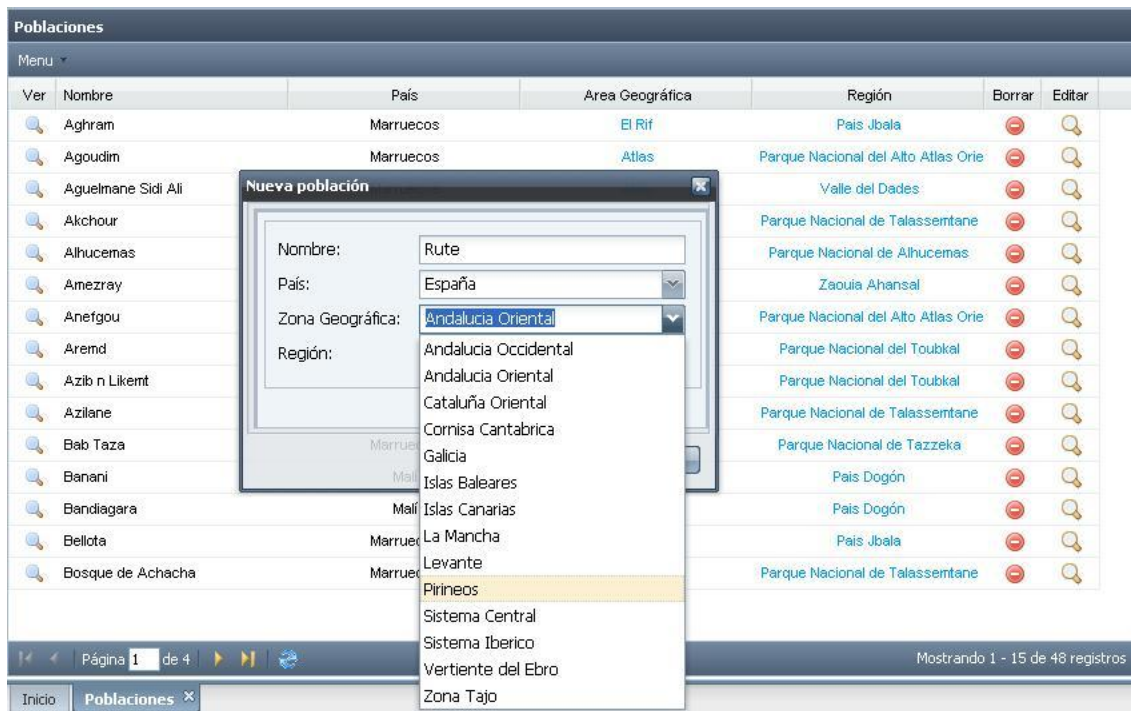 Poblaciones
Menu
Ver Nombre País Area Geográfica Región Borrar Editar
Aghram Marruecos El Rif Pais Jbala
Agoudim Marruecos Atlas Parque Nacional del Alto Atlas Orie
Aguelmane Sidi Ali Valle del Dades
Akchour Parque Nacional de Talassemtane
Alhucemas Parque Nacional de Alhucemas
Amezray Zaouia Ahansal
Anefgou Parque Nacional del Alto Atlas Orie
Aremd Parque Nacional del Toubkal
Azib n Likemt Parque Nacional del Toubkal
Azilane Parque Nacional de Talassemtane
Bab Taza Marrue Parque Nacional de Tazzeka
Banani Malí Pais Dogón
Bandiagara Malí Pais Dogón
Bellota Marruec Pais Jbala
Bosque de Achacha Marruec Parque Nacional de Talassemtane
Nueva población
Nombre: Rute
País: España
Zona Geográfica: Andalucia Oriental
Región:
Andalucia Occidental
Andalucia Oriental
Cataluña Oriental
Cornisa Cantabrica
Galicia
Islas Baleares
Islas Canarias
La Mancha
Levante
Pirineos
Sistema Central
Sistema Iberico
Vertiente del Ebro
Zona Tajo
Página 1 de 4 Mostrando 1 - 15 de 48 registros
Inicio Poblaciones